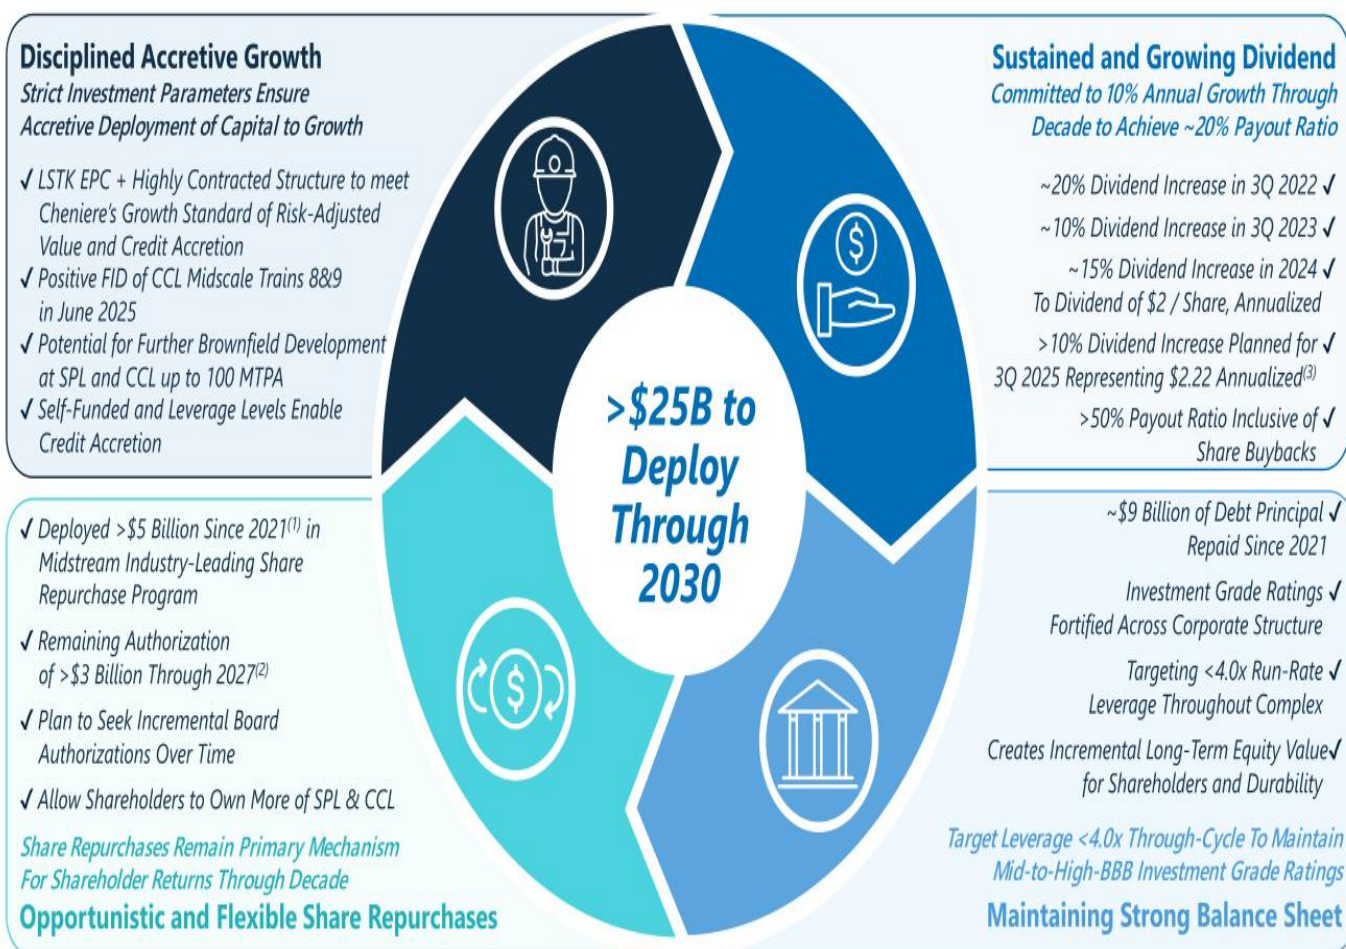 Disciplined Accretive Growth
Strict Investment Parameters Ensure
Accretive Deployment of Capital to Growth
✓ LSTK EPC + Highly Contracted Structure to meet
Cheniere's Growth Standard of Risk-Adjusted
Value and Credit Accretion
✓ Positive FID of CCL Midscale Trains 8&9
in June 2025
✓ Potential for Further Brownfield Development
at SPL and CCL up to 100 MTPA
✓ Self-Funded and Leverage Levels Enable
Credit Accretion
Sustained and Growing Dividend
Committed to 10% Annual Growth Through
Decade to Achieve ~20% Payout Ratio
~20% Dividend Increase in 3Q 2022 ✓
~10% Dividend Increase in 3Q 2023 ✓
~15% Dividend Increase in 2024 ✓
To Dividend of $2 / Share, Annualized
>10% Dividend Increase Planned for ✓
3Q 2025 Representing $2.22 Annualized(3)
>50% Payout Ratio Inclusive of ✓
Share Buybacks
$
>$25B to
Deploy
Through
2030
✓ Deployed >$5 Billion Since 2021(1) in
Midstream Industry-Leading Share
Repurchase Program
✓ Remaining Authorization
of >$3 Billion Through 2027(2)
✓ Plan to Seek Incremental Board
Authorizations Over Time
✓ Allow Shareholders to Own More of SPL & CCL
Share Repurchases Remain Primary Mechanism
For Shareholder Returns Through Decade
Opportunistic and Flexible Share Repurchases
$
~$9 Billion of Debt Principal ✓
Repaid Since 2021
Investment Grade Ratings ✓
Fortified Across Corporate Structure
Targeting <4.0x Run-Rate ✓
Leverage Throughout Complex
Creates Incremental Long-Term Equity Value✓
for Shareholders and Durability
Target Leverage <4.0x Through-Cycle To Maintain
Mid-to-High-BBB Investment Grade Ratings
Maintaining Strong Balance Sheet